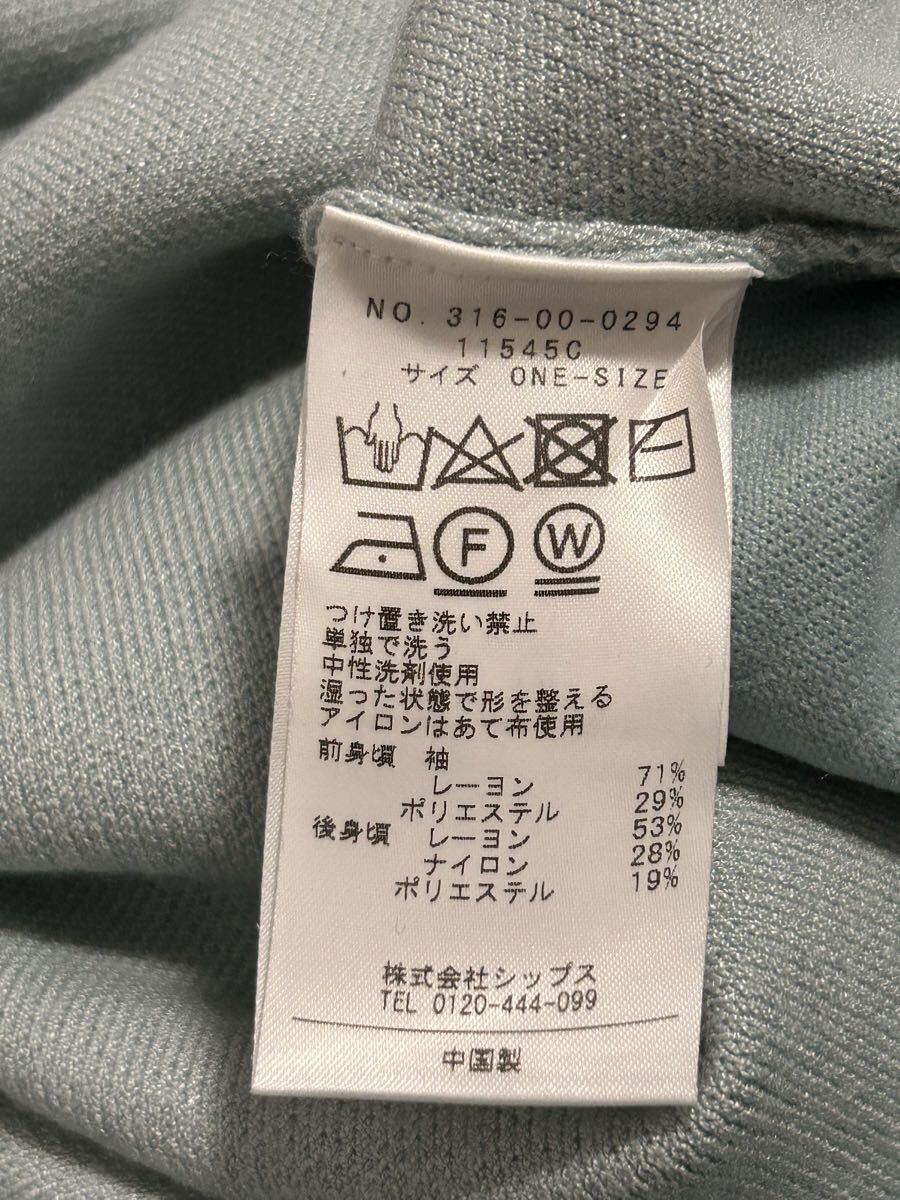 NO. 316-00-0294
11545C
サイズ ONE-SIZE
F W
つけ置き洗い禁止
単独で洗う
中性洗剤使用
湿った状態で形を整える
アイロンはあて布使用
前身頃 袖
レーヨン 71%
ポリエステル 29%
後身頃 レーヨン 53%
ナイロン 28%
ポリエステル 19%
株式会社シップス
TEL 0120-444-099
中国製